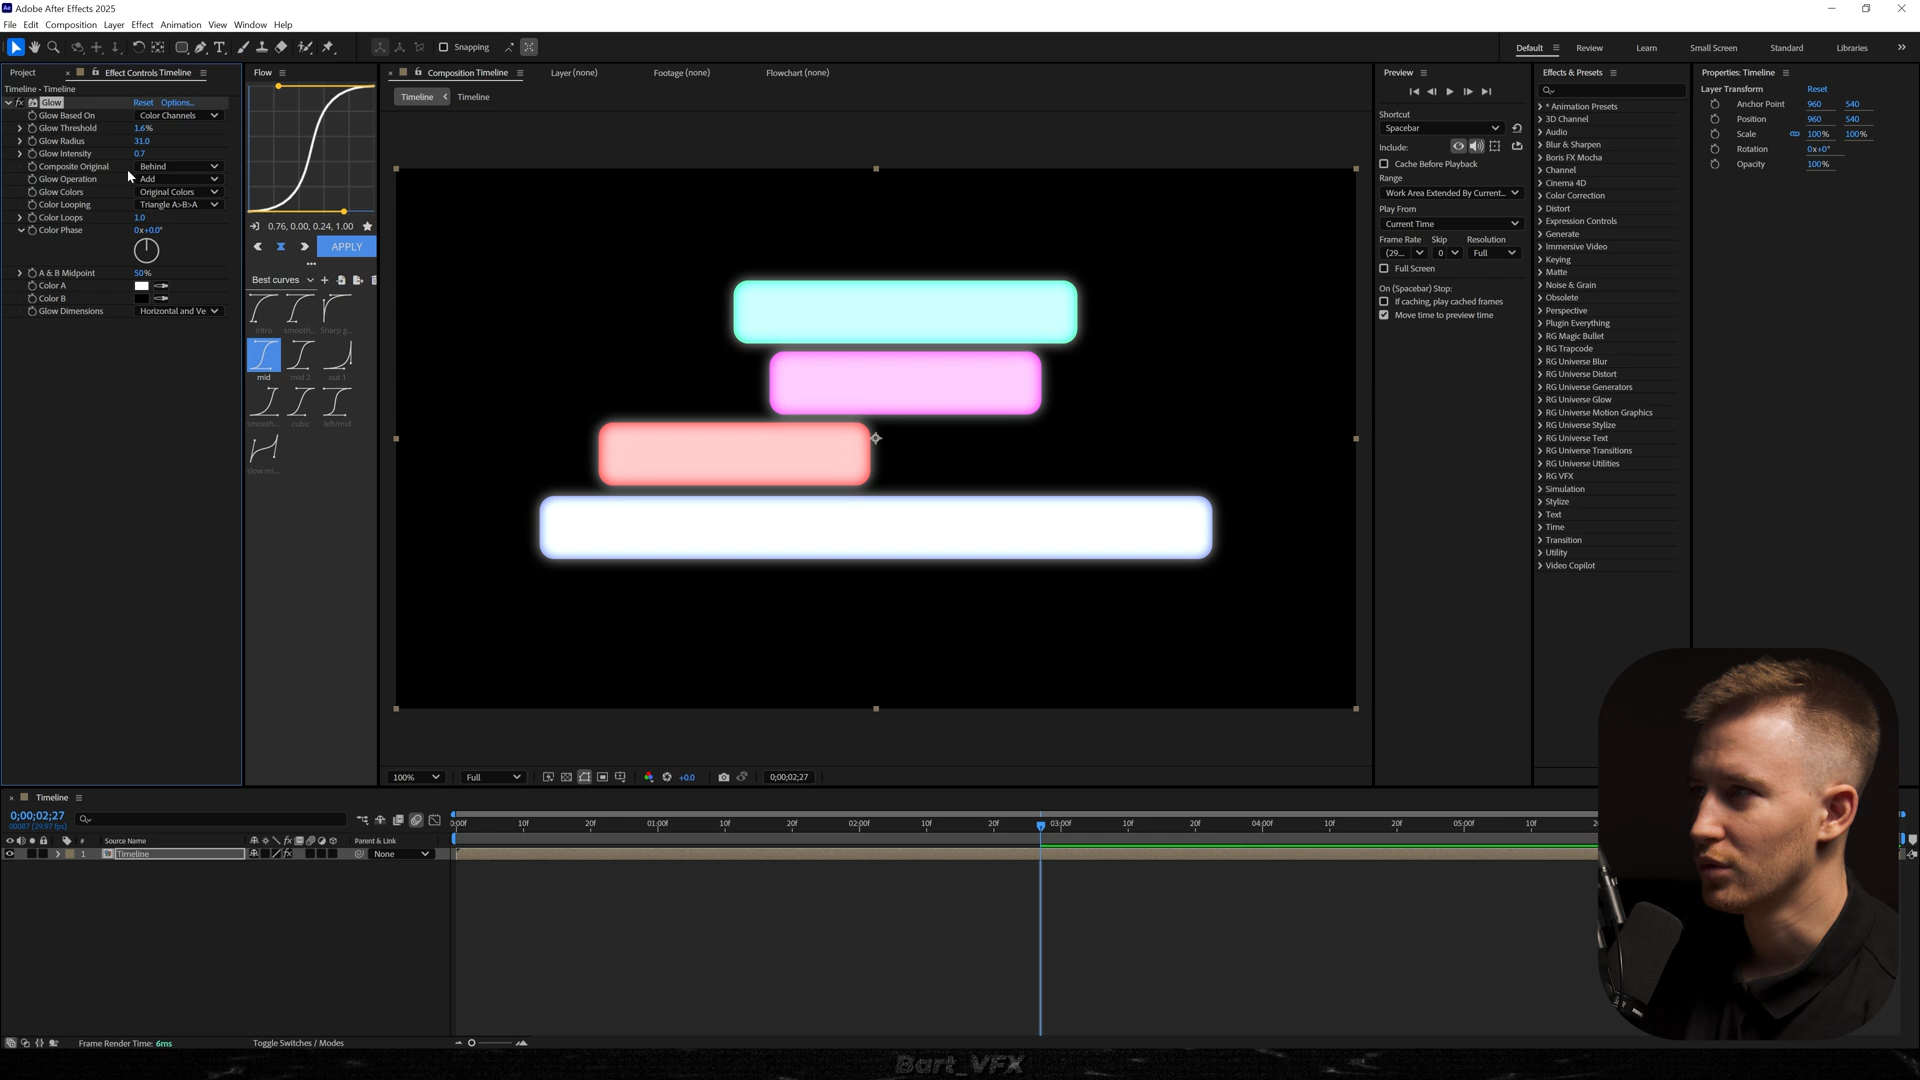 Adobe After Effects 2025
File Edit Composition Layer Effect Animation View Window Help
Snapping
Default Review Learn Small Screen Standard Libraries
Project Effect Controls Timeline
Timeline • Timeline
fx Glow Reset Options...
Glow Based On Color Channels
Glow Threshold 1.6%
Glow Radius 31.0
Glow Intensity 0.7
Composite Original Behind
Glow Operation Add
Glow Colors Original Colors
Color Looping Triangle A>B>A
Color Loops 1.0
Color Phase 0x+0.0°
A & B Midpoint 50%
Color A
Color B
Glow Dimensions Horizontal and Ve
Flow
0.76, 0.00, 0.24, 1.00
APPLY
Best curves
intro smooth... Sharp g...
mid mid 2 out 1
smooth... cubic left/mid
slow mi...
Composition Timeline Layer (none) Footage (none) Flowchart (none)
Timeline Timeline
100% Full +0.0 0;00;02;27
Preview
Shortcut
Spacebar
Include:
Cache Before Playback
Range
Work Area Extended By Current...
Play From
Current Time
Frame Rate Skip Resolution
(29... 0 Full
Full Screen
On (Spacebar) Stop:
If caching, play cached frames
Move time to preview time
Effects & Presets
* Animation Presets
3D Channel
Audio
Blur & Sharpen
Boris FX Mocha
Channel
Cinema 4D
Color Correction
Distort
Expression Controls
Generate
Immersive Video
Keying
Matte
Noise & Grain
Obsolete
Perspective
Plugin Everything
RG Magic Bullet
RG Trapcode
RG Universe Blur
RG Universe Distort
RG Universe Generators
RG Universe Glow
RG Universe Motion Graphics
RG Universe Stylize
RG Universe Text
RG Universe Transitions
RG Universe Utilities
RG VFX
Simulation
Stylize
Text
Time
Transition
Utility
Video Copilot
Properties: Timeline
Layer Transform Reset
Anchor Point 960 540
Position 960 540
Scale 100% 100%
Rotation 0x+0°
Opacity 100%
Timeline
0;00;02;27
00087 (29.97 fps)
# Source Name fx Parent & Link
1 Timeline fx None
0:00f 10f 20f 01:00f 10f 20f 02:00f 10f 20f 03:00f 10f 20f 04:00f 10f 20f 05:00f 10f
Frame Render Time: 6ms Toggle Switches / Modes
Bart_VFX